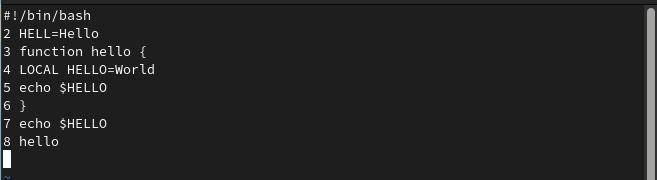 #!/bin/bash
2 HELL=Hello
3 function hello {
4 LOCAL HELLO=World
5 echo $HELLO
6 }
7 echo $HELLO
8 hello
~